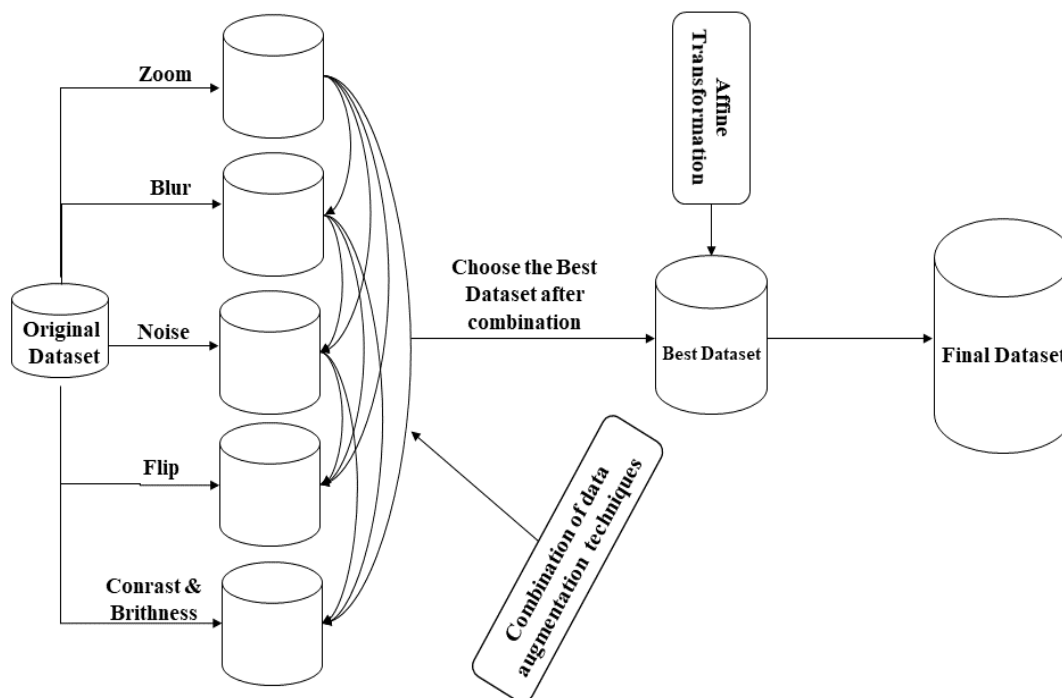 Zoom
Blur
Original
Dataset
Noise
Flip
Conrast &
Brithness
Choose the Best
Dataset after
combination
Combination of data
augmentation techniques
Affine
Transformation
Best Dataset
Final Dataset